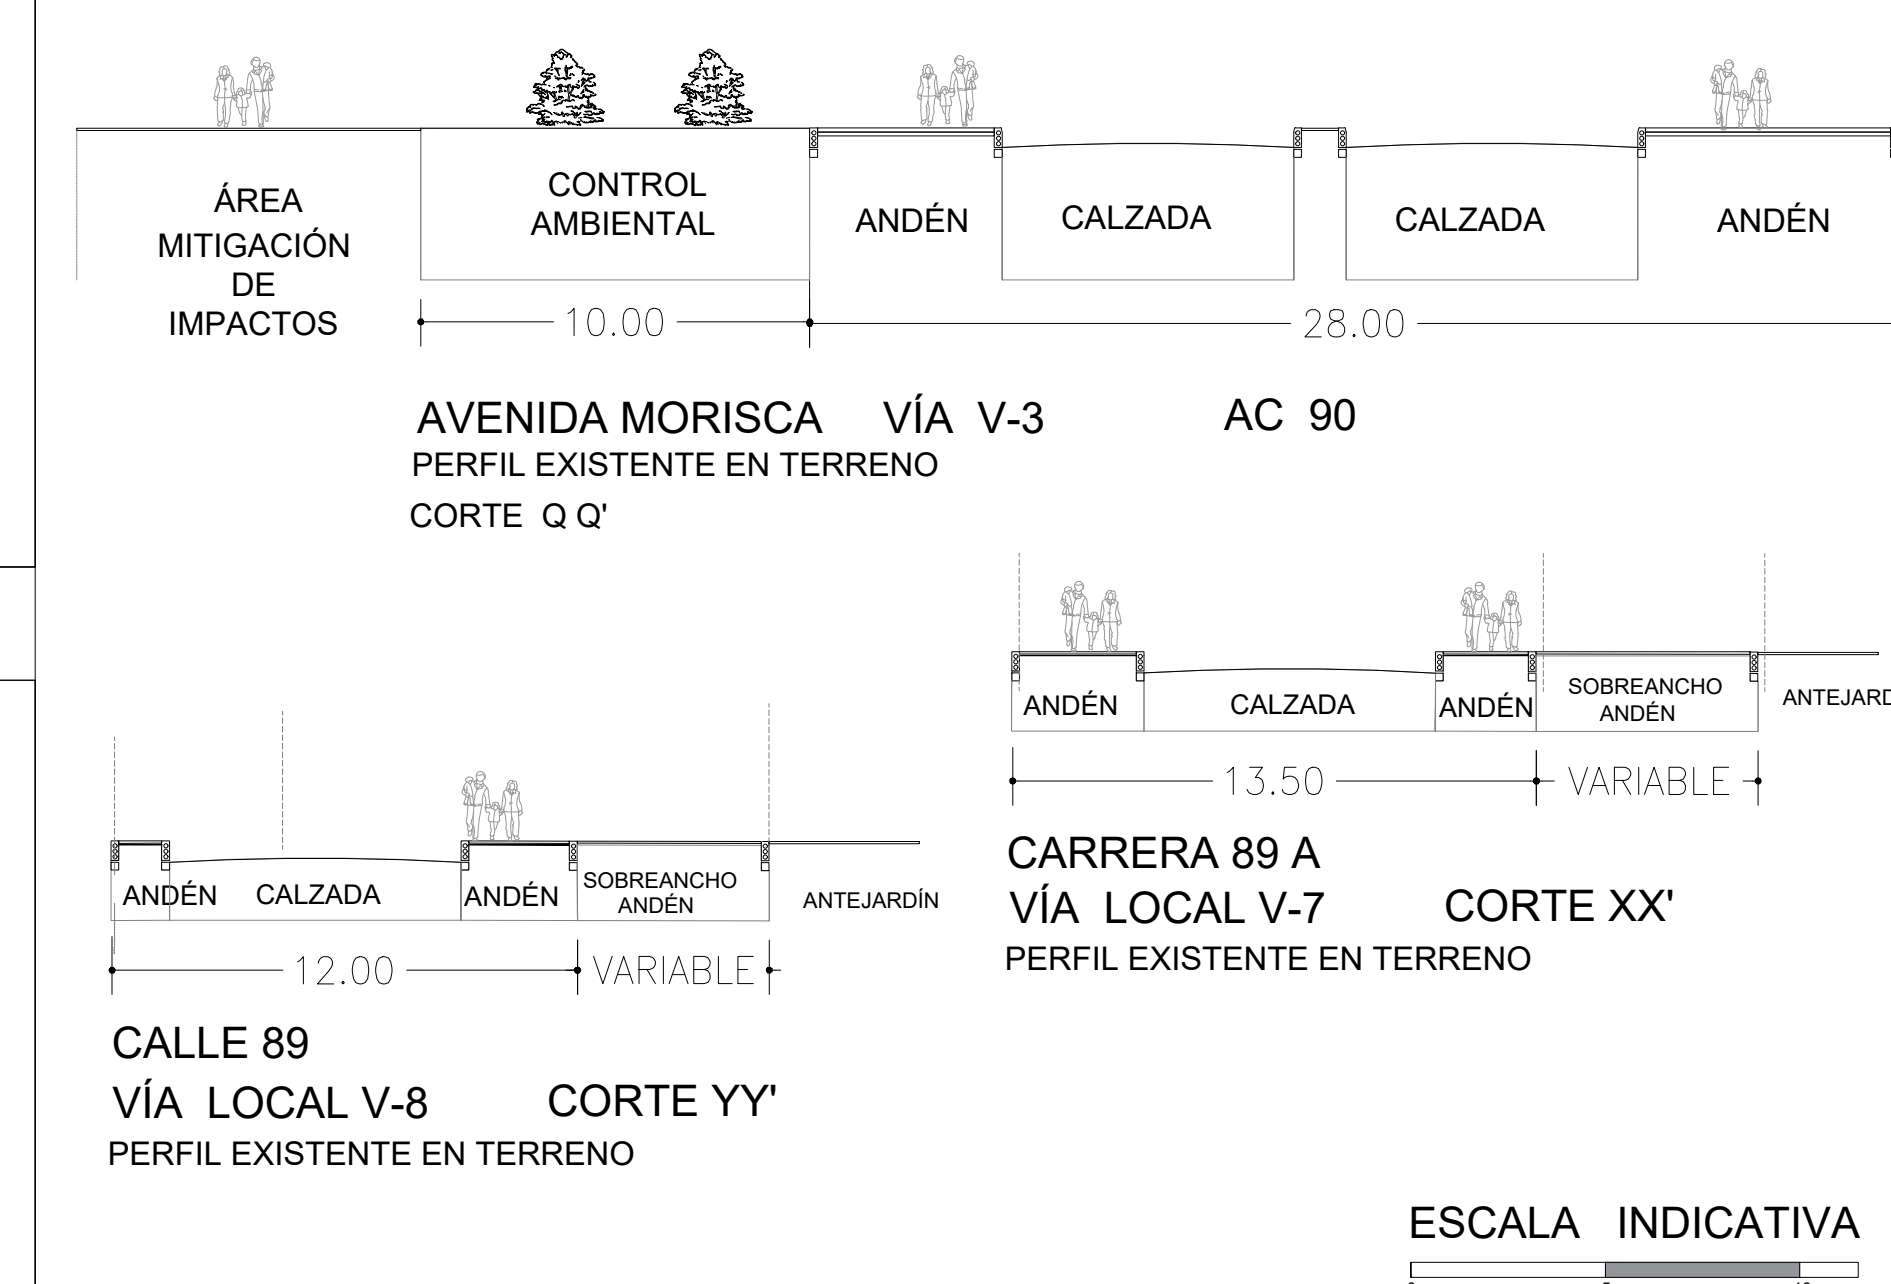 ÁREA
MITIGACIÓN
DE
IMPACTOS
CONTROL
AMBIENTAL
ANDÉN
CALZADA
CALZADA
ANDÉN
10.00
28.00
AVENIDA MORISCA VÍA V-3 AC 90
PERFIL EXISTENTE EN TERRENO
CORTE Q Q'
ANDÉN
CALZADA
ANDÉN
SOBREANCHO
ANDÉN
ANTEJARD
13.50
VARIABLE
CARRERA 89 A
VÍA LOCAL V-7 CORTE XX'
PERFIL EXISTENTE EN TERRENO
ANDÉN
CALZADA
ANDÉN
SOBREANCHO
ANDÉN
ANTEJARDÍN
12.00
VARIABLE
CALLE 89
VÍA LOCAL V-8 CORTE YY'
PERFIL EXISTENTE EN TERRENO
ESCALA INDICATIVA